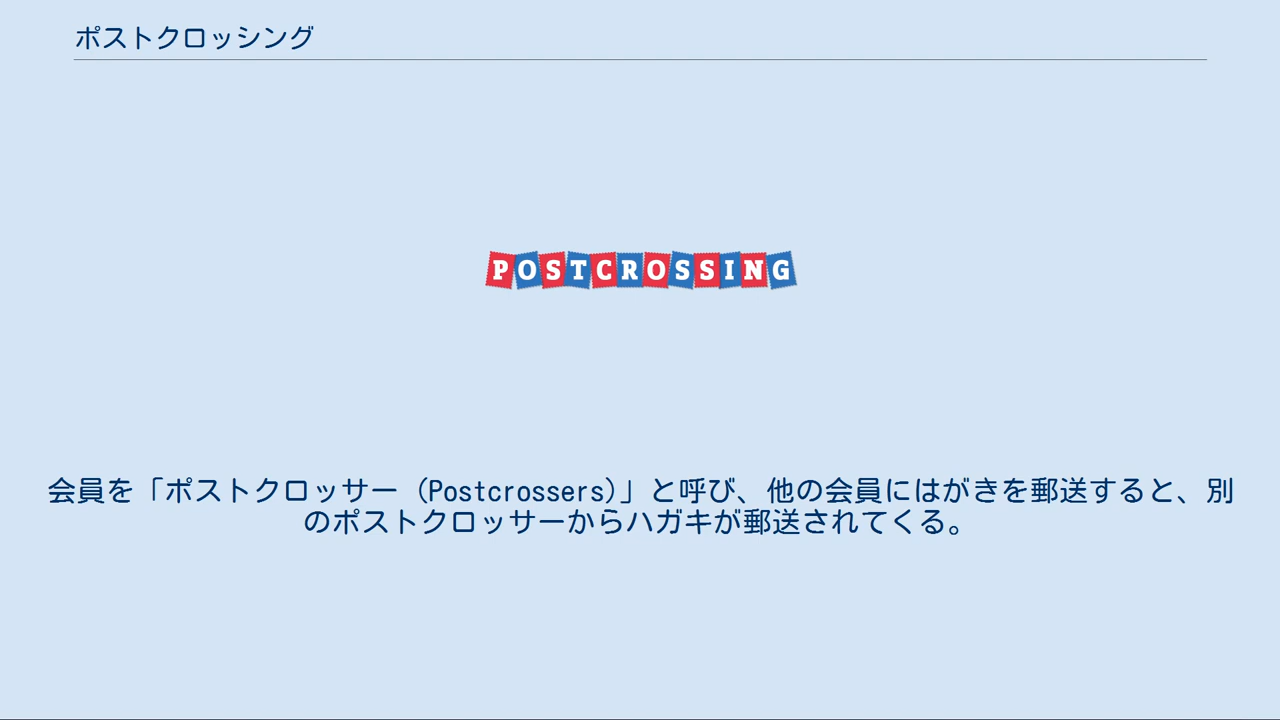 ポストクロッシング
POSTCROSSING
会員を「ポストクロッサー（Postcrossers）」と呼び、他の会員にはがきを郵送すると、別
のポストクロッサーからハガキが郵送されてくる。